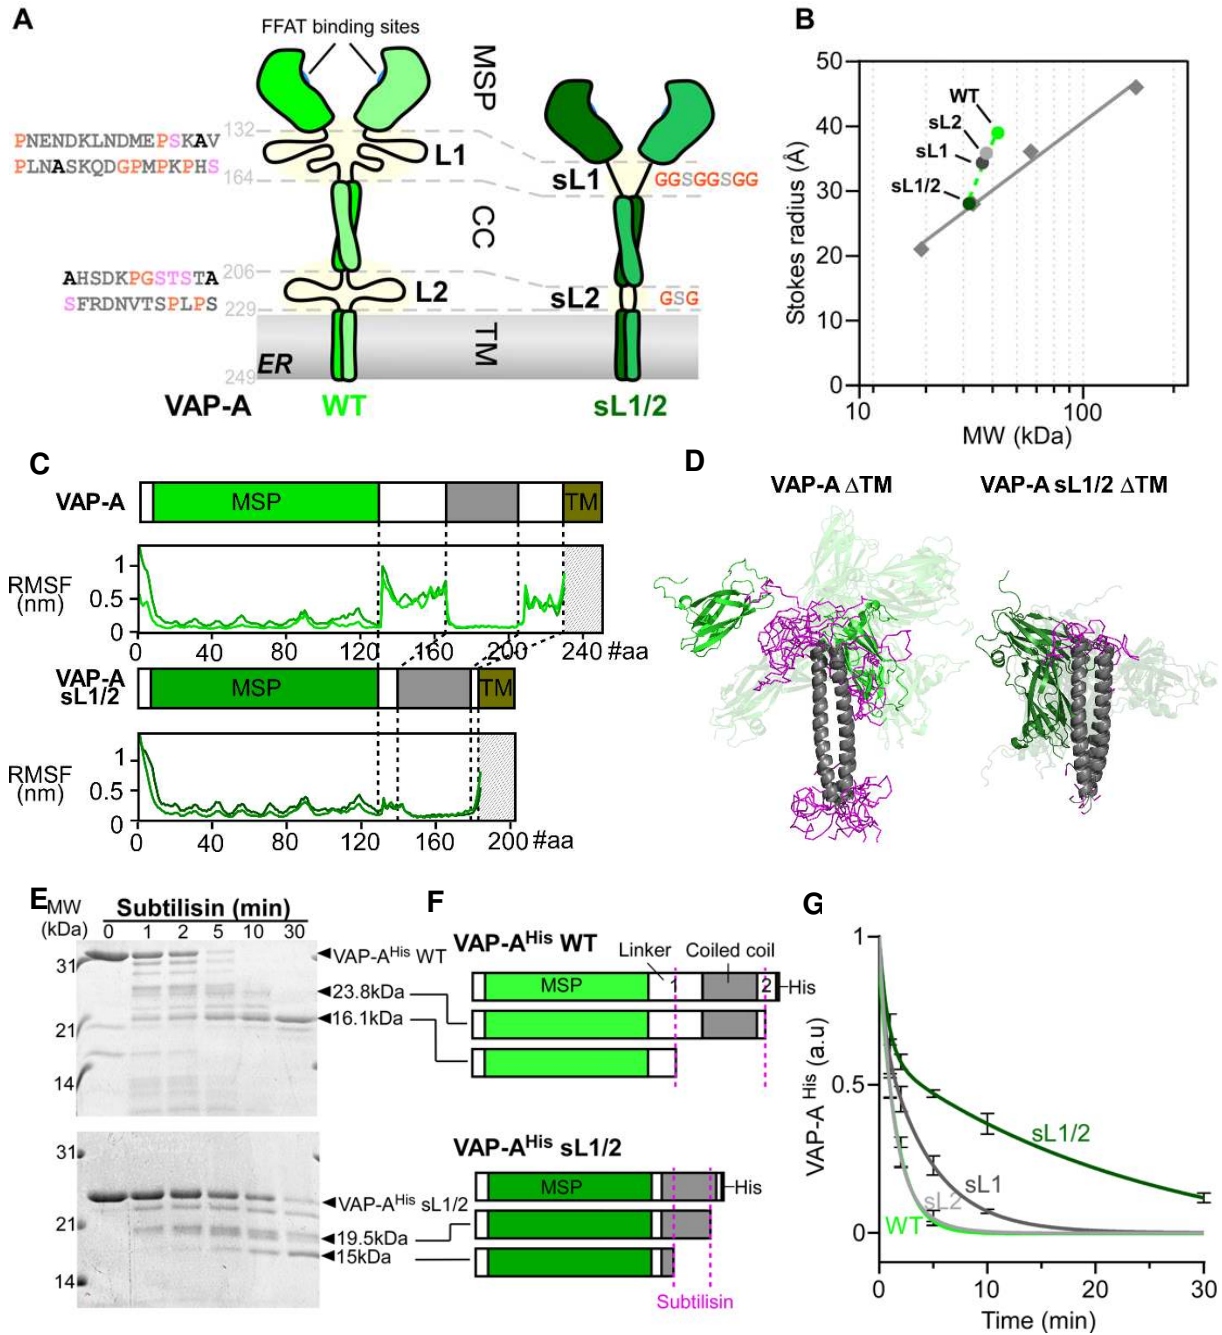 A
FFAT binding sites
MSP
PNENDKLNDMEPSKAV
132
PLNASKQDGPMPKPHS
164
L1
sL1
GGSGGSGG
CC
AHSDKPGSTSTA
206
SFRDNVTSPLPS
229
L2
sL2
GSG
TM
ER
249
VAP-A
WT
sL1/2
B
Stokes radius (Å)
50
40
30
20
10
0
WT
sL2
sL1
sL1/2
10
100
MW (kDa)
C
VAP-A
MSP
TM
RMSF
(nm)
1
0.5
0
0
40
80
120
160
200
240
#aa
VAP-A
sL1/2
MSP
TM
RMSF
(nm)
1
0.5
0
0
40
80
120
160
200
#aa
D
VAP-A ΔTM
VAP-A sL1/2 ΔTM
E
MW
(kDa)
Subtilisin (min)
0 1 2 5 10 30
31
21
14
VAP-AHis WT
23.8kDa
16.1kDa
31
21
14
VAP-AHis sL1/2
19.5kDa
15kDa
F
VAP-AHis WT
Linker
Coiled coil
MSP
1
2
His
VAP-AHis sL1/2
MSP
His
Subtilisin
G
VAP-A His (a.u)
1
0.5
0
sL1/2
sL1
sL2
WT
0
10
20
30
Time (min)